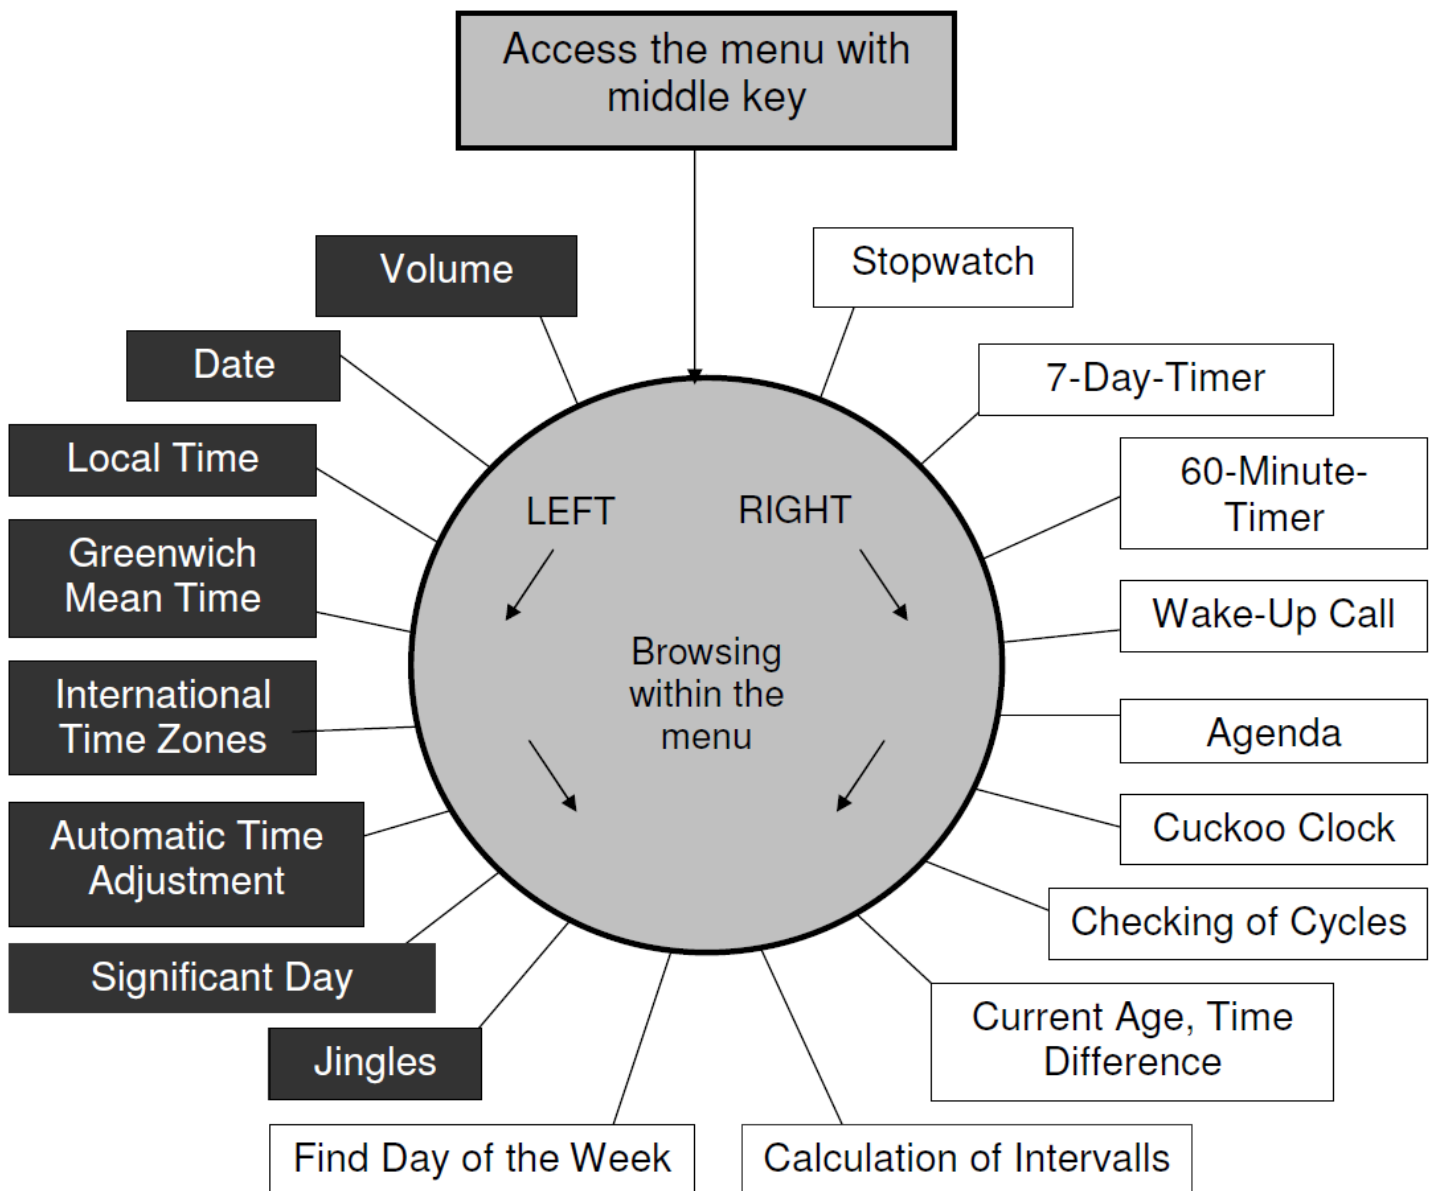 Access the menu with
middle key
Volume
Stopwatch
Date
7-Day-Timer
Local Time
60-Minute-
Timer
LEFT
RIGHT
Greenwich
Mean Time
Wake-Up Call
Browsing
within the
menu
International
Time Zones
Agenda
Automatic Time
Adjustment
Cuckoo Clock
Checking of Cycles
Significant Day
Current Age, Time
Difference
Jingles
Find Day of the Week
Calculation of Intervalls